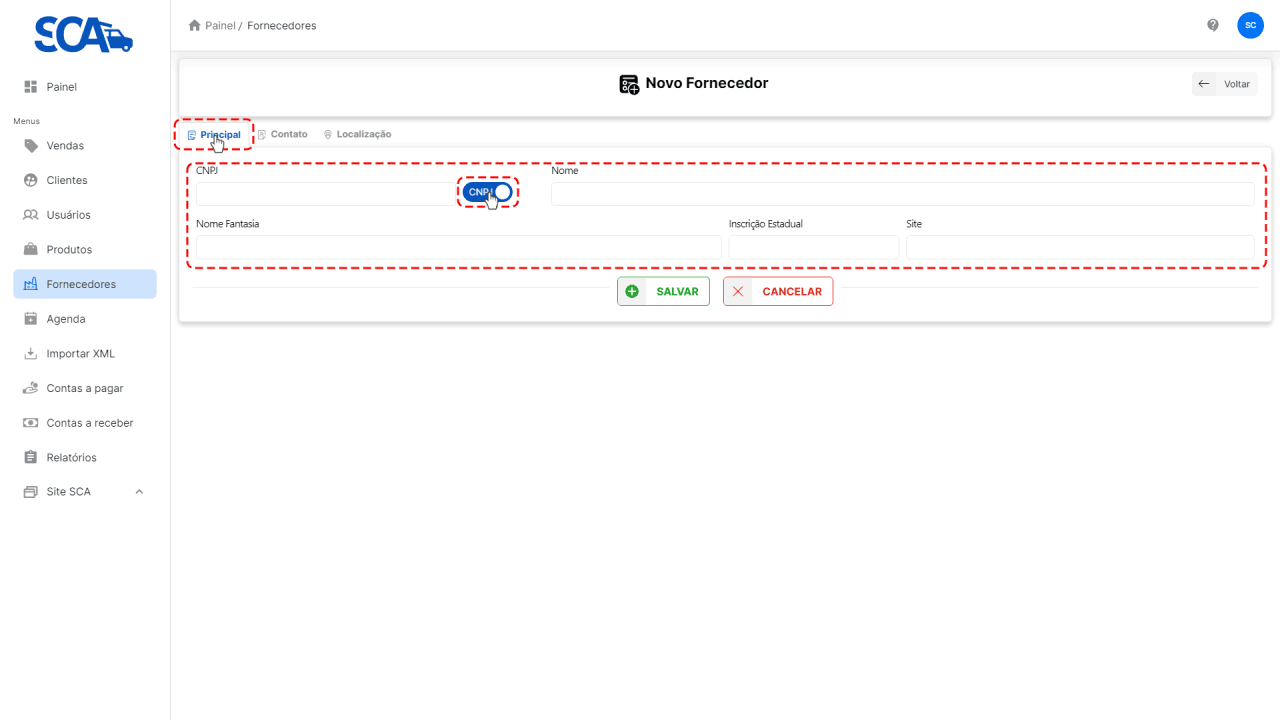 SCA
Painel / Fornecedores
SC
Painel
Menus
Vendas
Clientes
Usuários
Produtos
Fornecedores
Agenda
Importar XML
Contas a pagar
Contas a receber
Relatórios
Site SCA
Novo Fornecedor
Voltar
Principal
Contato
Localização
CNPJ
CNPJ
Nome
Nome Fantasia
Inscrição Estadual
Site
SALVAR
CANCELAR